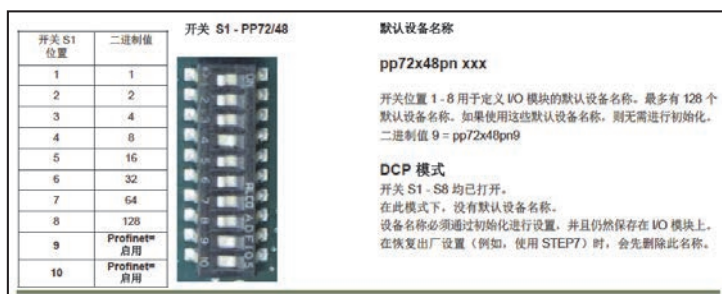 开关 S1 位置 二进制值
1 1
2 2
3 4
4 8
5 16
6 32
7 64
8 128
9 Profinet= 启用
10 Profinet= 启用
开关 S1 - PP72/48
默认设备名称
pp72x48pn xxx
开关位置 1 - 8 用于定义 I/O 模块的默认设备名称。最多有 128 个
默认设备名称。如果使用这些默认设备名称，则无需进行初始化。
二进制值 9 = pp72x48pn9
DCP 模式
开关 S1 - S8 均已打开。
在此模式下，没有默认设备名称。
设备名称必须通过初始化进行设置，并且仍然保存在 I/O 模块上。
在恢复出厂设置（例如，使用 STEP7）时，会先删除此名称。